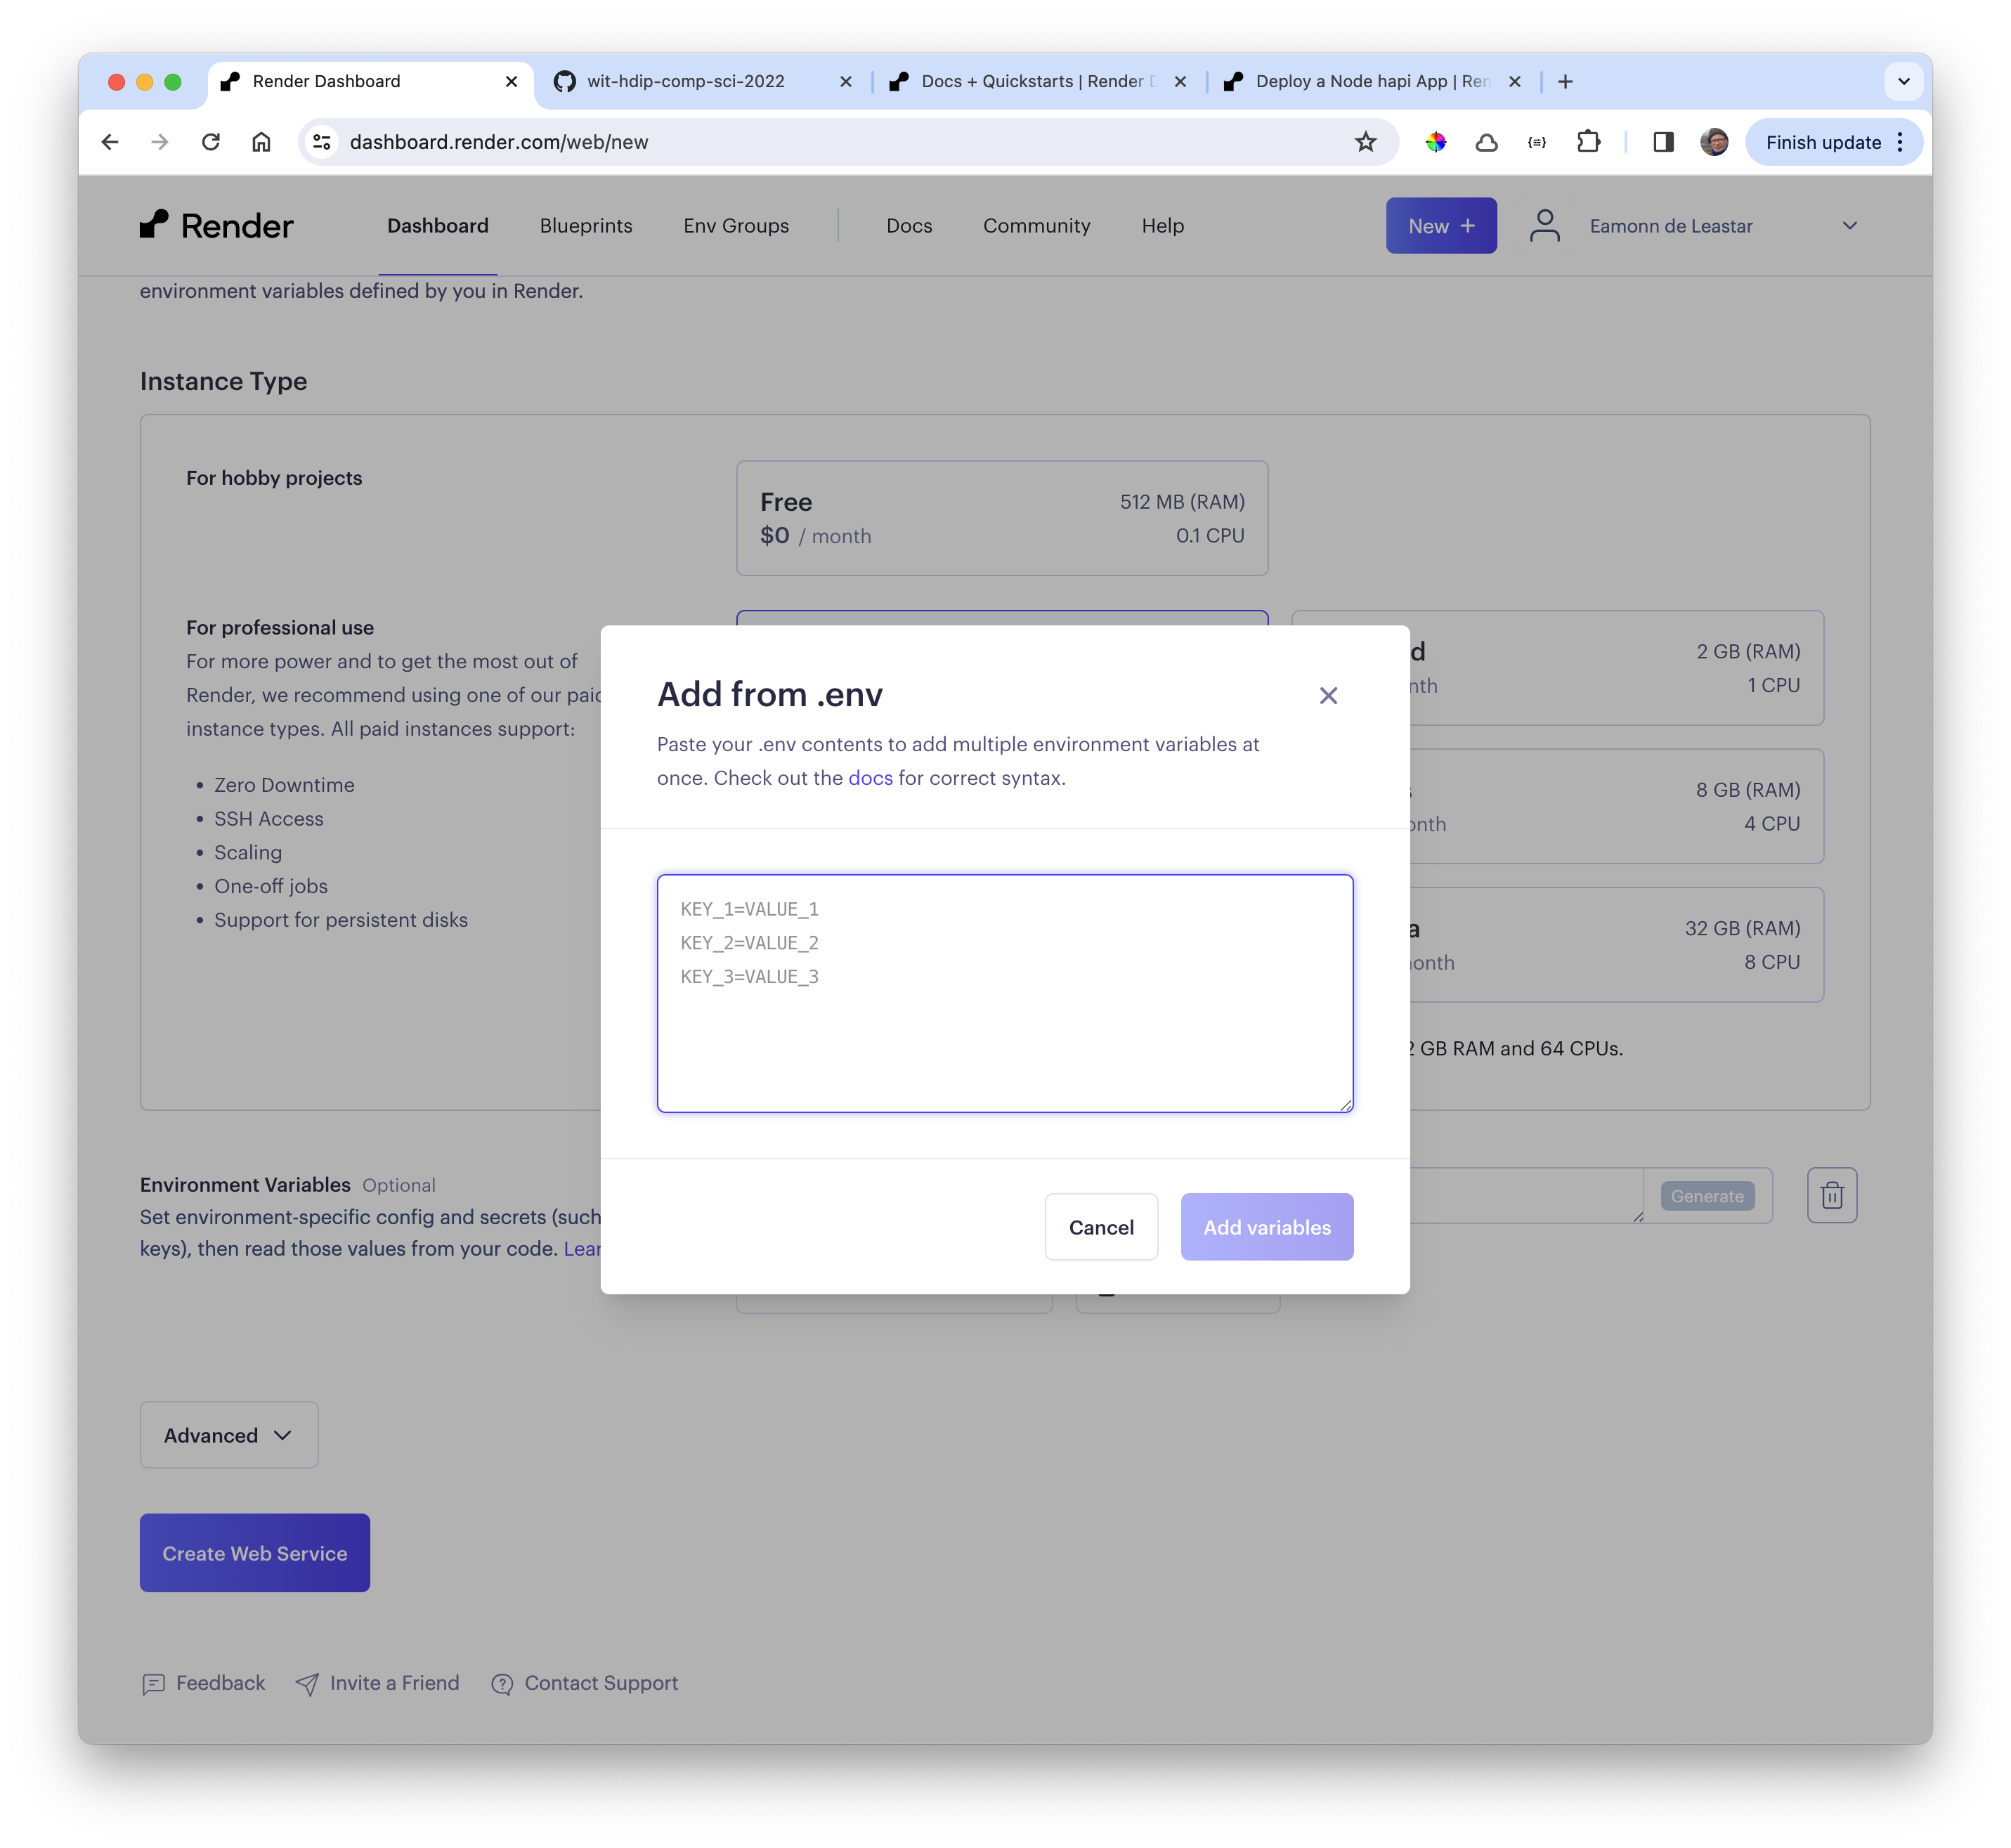 Render Dashboard
wit-hdip-comp-sci-2022
Docs + Quickstarts | Render
Deploy a Node hapi App | Ren
dashboard.render.com/web/new
Finish update
Render
Dashboard
Blueprints
Env Groups
Docs
Community
Help
New +
Eamonn de Leastar
environment variables defined by you in Render.
Instance Type
For hobby projects
Free
512 MB (RAM)
$0 / month
0.1 CPU
For professional use
For more power and to get the most out of
Render, we recommend using one of our paid
instance types. All paid instances support:
• Zero Downtime
• SSH Access
• Scaling
• One-off jobs
• Support for persistent disks
2 GB (RAM)
1 CPU
8 GB (RAM)
4 CPU
32 GB (RAM)
8 CPU
2 GB RAM and 64 CPUs.
Add from .env
Paste your .env contents to add multiple environment variables at
once. Check out the docs for correct syntax.
KEY_1=VALUE_1
KEY_2=VALUE_2
KEY_3=VALUE_3
Cancel
Add variables
Environment Variables Optional
Set environment-specific config and secrets (such
keys), then read those values from your code. Lear
Generate
Advanced
Create Web Service
Feedback
Invite a Friend
Contact Support